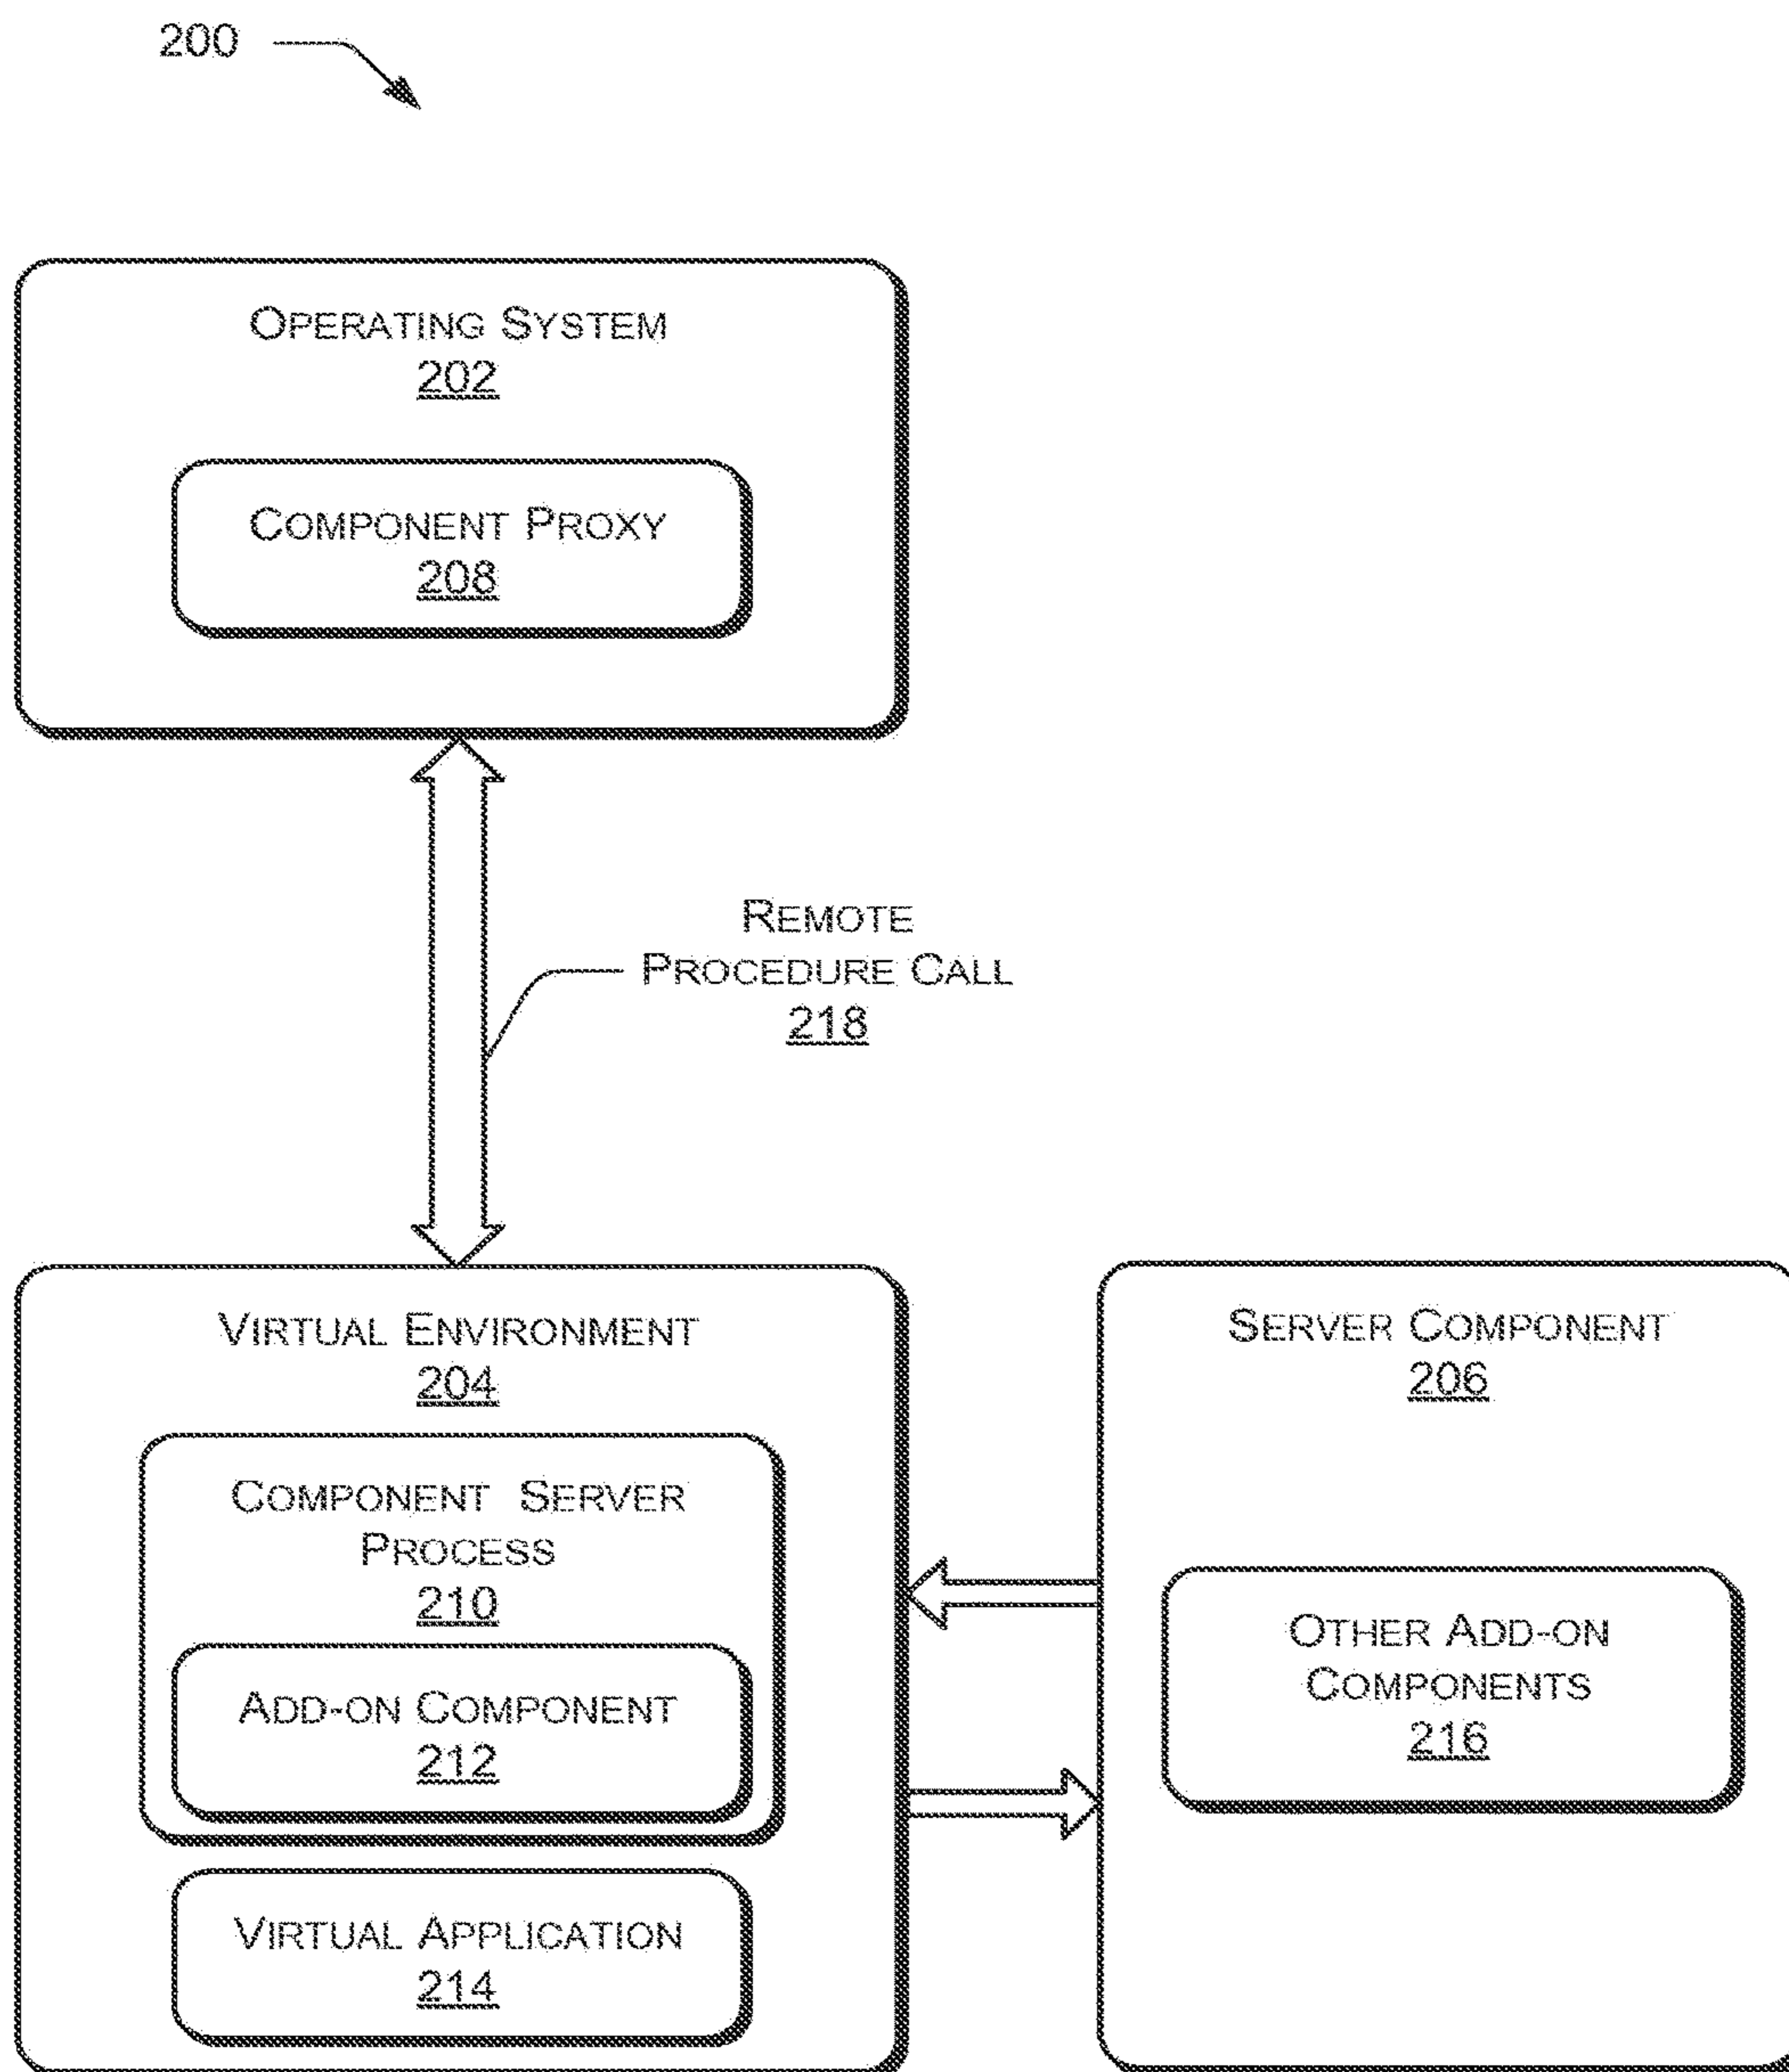 200
OPERATING SYSTEM
202
COMPONENT PROXY
208
REMOTE
PROCEDURE CALL
218
VIRTUAL ENVIRONMENT
204
COMPONENT SERVER
PROCESS
210
ADD-ON COMPONENT
212
VIRTUAL APPLICATION
214
SERVER COMPONENT
206
OTHER ADD-ON
COMPONENTS
216